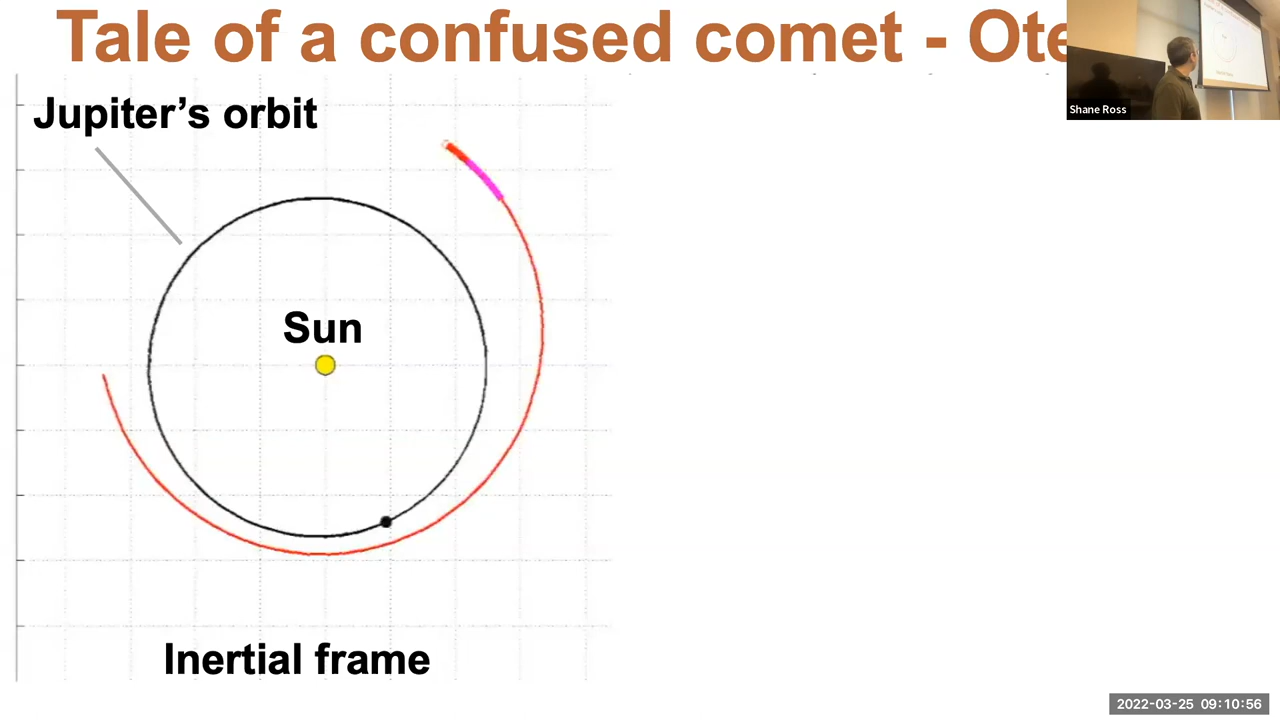 Tale of a confused comet - Ote
Shane Ross
Jupiter’s orbit
Sun
Inertial frame
2022-03-25 09:10:56